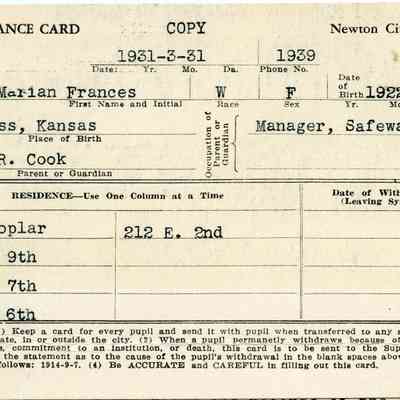 ANCE CARD COPY Newton Ci
1931-3-31 1939
Date: Yr. Mo. Da. Phone No.
Marian Frances W F Date of Birth 1922
First Name and Initial Race Sex Yr. Mo
ss, Kansas Occupation of Parent or Guardian Manager, Safewa
Place of Birth
R. Cook
Parent or Guardian
RESIDENCE—Use One Column at a Time Date of With
(Leaving Sy
oplar 212 E. 2nd
9th
7th
6th
) Keep a card for every pupil and send it with pupil when transferred to any s
ate, in or outside the city. (2) When a pupil permanetly withdraws because of
s, commitment to an institution, or death, this card is to be sent to the Sup
the statement as to the cause of the pupil's withdrawal in the blank spaces abov
follows: 1914-9-7. (4) Be ACCURATE and CAREFUL in filling out this card.